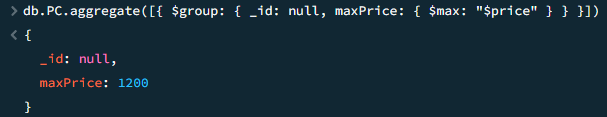 > db.PC.aggregate([{ $group: { _id: null, maxPrice: { $max: "$price" } } }])
< {
_id: null,
maxPrice: 1200
}